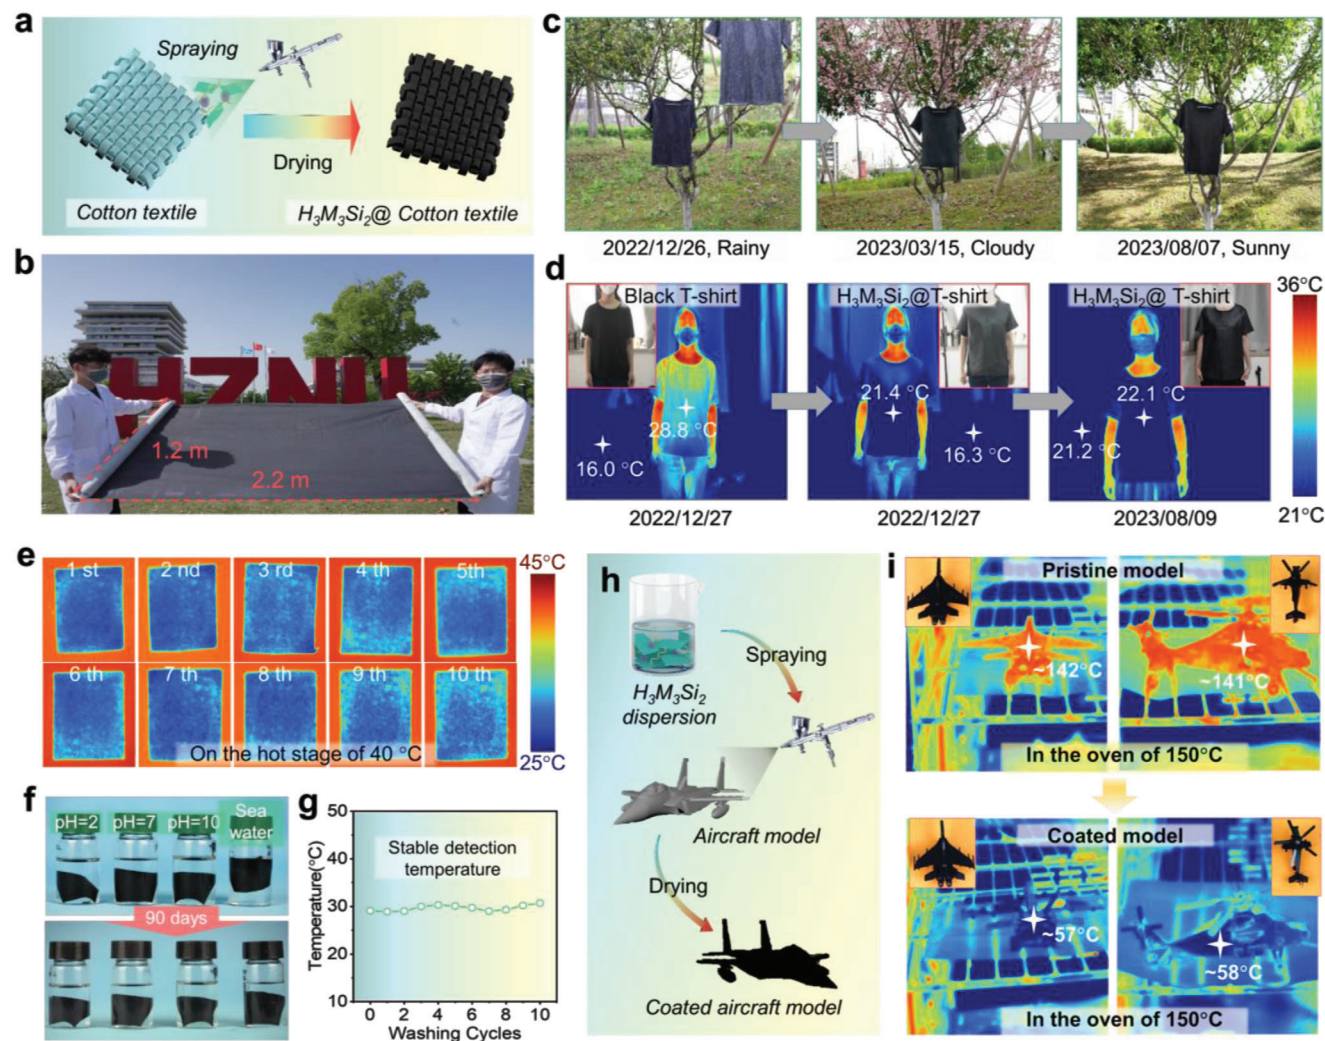 a
Spraying
Drying
Cotton textile
H₃M₃Si₂@ Cotton textile
b
HZNU
1.2 m
2.2 m
c
2022/12/26, Rainy
2023/03/15, Cloudy
2023/08/07, Sunny
d
Black T-shirt
H₃M₃Si₂@T-shirt
H₃M₃Si₂@ T-shirt
36°C
28.8 °C
16.0 °C
21.4 °C
16.3 °C
22.1 °C
21.2 °C
21°C
2022/12/27
2022/12/27
2023/08/09
e
1 st
2 nd
3 rd
4 th
5th
45°C
6 th
7 th
8 th
9 th
10 th
On the hot stage of 40 °C
25°C
f
pH=2
pH=7
pH=10
Sea
water
90 days
g
Temperature(°C)
50
40
30
20
10
Stable detection
temperature
0
2
4
6
8
10
Washing Cycles
h
H₃M₃Si₂
dispersion
Spraying
Aircraft model
Drying
Coated aircraft model
i
Pristine model
~142°C
~141°C
In the oven of 150°C
Coated model
~57°C
~58°C
In the oven of 150°C